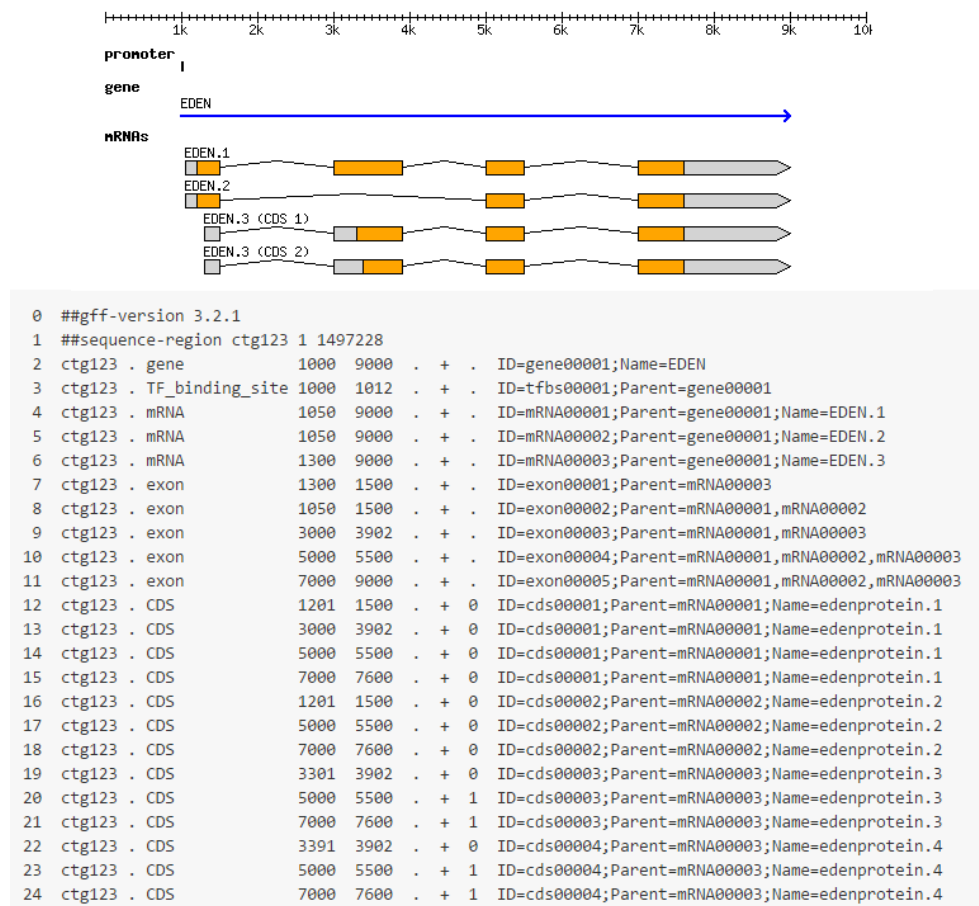 1k 2k 3k 4k 5k 6k 7k 8k 9k 10k
promoter
gene
EDEN
mRNAs
EDEN.1
EDEN.2
EDEN.3 (CDS 1)
EDEN.3 (CDS 2)
0 ##gff-version 3.2.1
1 ##sequence-region ctg123 1 1497228
2 ctg123 . gene 1000 9000 . + . ID=gene00001;Name=EDEN
3 ctg123 . TF_binding_site 1000 1012 . + . ID=tfbs00001;Parent=gene00001
4 ctg123 . mRNA 1050 9000 . + . ID=mRNA00001;Parent=gene00001;Name=EDEN.1
5 ctg123 . mRNA 1050 9000 . + . ID=mRNA00002;Parent=gene00001;Name=EDEN.2
6 ctg123 . mRNA 1300 9000 . + . ID=mRNA00003;Parent=gene00001;Name=EDEN.3
7 ctg123 . exon 1300 1500 . + . ID=exon00001;Parent=mRNA00003
8 ctg123 . exon 1050 1500 . + . ID=exon00002;Parent=mRNA00001,mRNA00002
9 ctg123 . exon 3000 3902 . + . ID=exon00003;Parent=mRNA00001,mRNA00003
10 ctg123 . exon 5000 5500 . + . ID=exon00004;Parent=mRNA00001,mRNA00002,mRNA00003
11 ctg123 . exon 7000 9000 . + . ID=exon00005;Parent=mRNA00001,mRNA00002,mRNA00003
12 ctg123 . CDS 1201 1500 . + 0 ID=cds00001;Parent=mRNA00001;Name=edenprotein.1
13 ctg123 . CDS 3000 3902 . + 0 ID=cds00001;Parent=mRNA00001;Name=edenprotein.1
14 ctg123 . CDS 5000 5500 . + 0 ID=cds00001;Parent=mRNA00001;Name=edenprotein.1
15 ctg123 . CDS 7000 7600 . + 0 ID=cds00001;Parent=mRNA00001;Name=edenprotein.1
16 ctg123 . CDS 1201 1500 . + 0 ID=cds00002;Parent=mRNA00002;Name=edenprotein.2
17 ctg123 . CDS 5000 5500 . + 0 ID=cds00002;Parent=mRNA00002;Name=edenprotein.2
18 ctg123 . CDS 7000 7600 . + 0 ID=cds00002;Parent=mRNA00002;Name=edenprotein.2
19 ctg123 . CDS 3301 3902 . + 0 ID=cds00003;Parent=mRNA00003;Name=edenprotein.3
20 ctg123 . CDS 5000 5500 . + 1 ID=cds00003;Parent=mRNA00003;Name=edenprotein.3
21 ctg123 . CDS 7000 7600 . + 1 ID=cds00003;Parent=mRNA00003;Name=edenprotein.3
22 ctg123 . CDS 3391 3902 . + 0 ID=cds00004;Parent=mRNA00003;Name=edenprotein.4
23 ctg123 . CDS 5000 5500 . + 1 ID=cds00004;Parent=mRNA00003;Name=edenprotein.4
24 ctg123 . CDS 7000 7600 . + 1 ID=cds00004;Parent=mRNA00003;Name=edenprotein.4